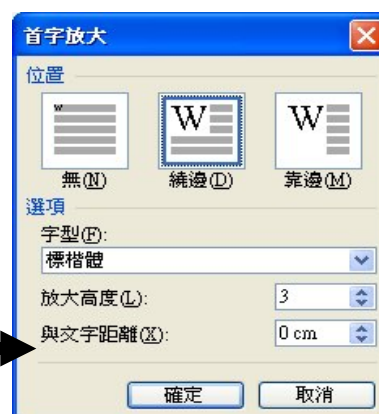 首字放大
位置
W W W
無(N) 繞邊(D) 靠邊(M)
選項
字型(F):
標楷體
放大高度(L): 3
與文字距離(X): 0 cm
確定 取消